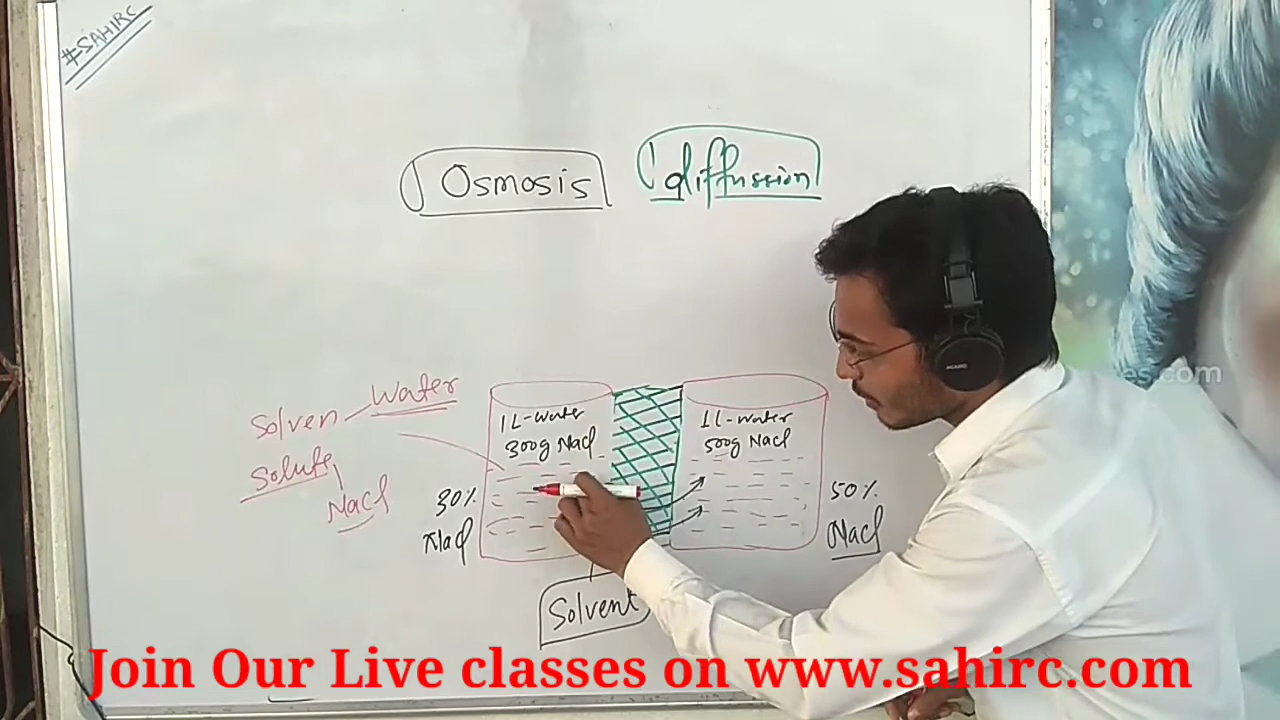 #SAHIRC
Osmosis
diffussion
Solven – Water
Solute
NaCl
1L-water
300g NaCl
30%
NaCl
1L-water
500g NaCl
50%
NaCl
Solvent
Join Our Live classes on www.sahirc.com